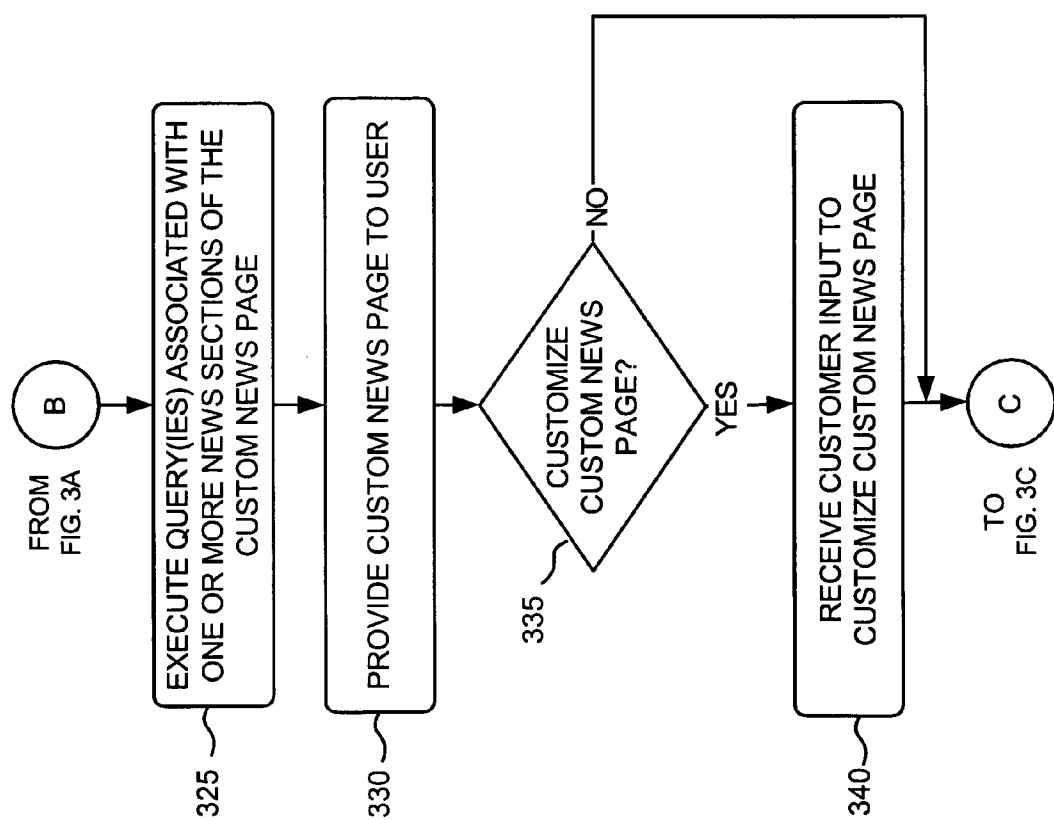 FROM
FIG. 3A
B
325
EXECUTE QUERY(IES) ASSOCIATED WITH
ONE OR MORE NEWS SECTIONS OF THE
CUSTOM NEWS PAGE
330
PROVIDE CUSTOM NEWS PAGE TO USER
335
CUSTOMIZE
CUSTOM NEWS
PAGE?
NO
YES
340
RECEIVE CUSTOMER INPUT TO
CUSTOMIZE CUSTOM NEWS PAGE
TO
FIG. 3C
C